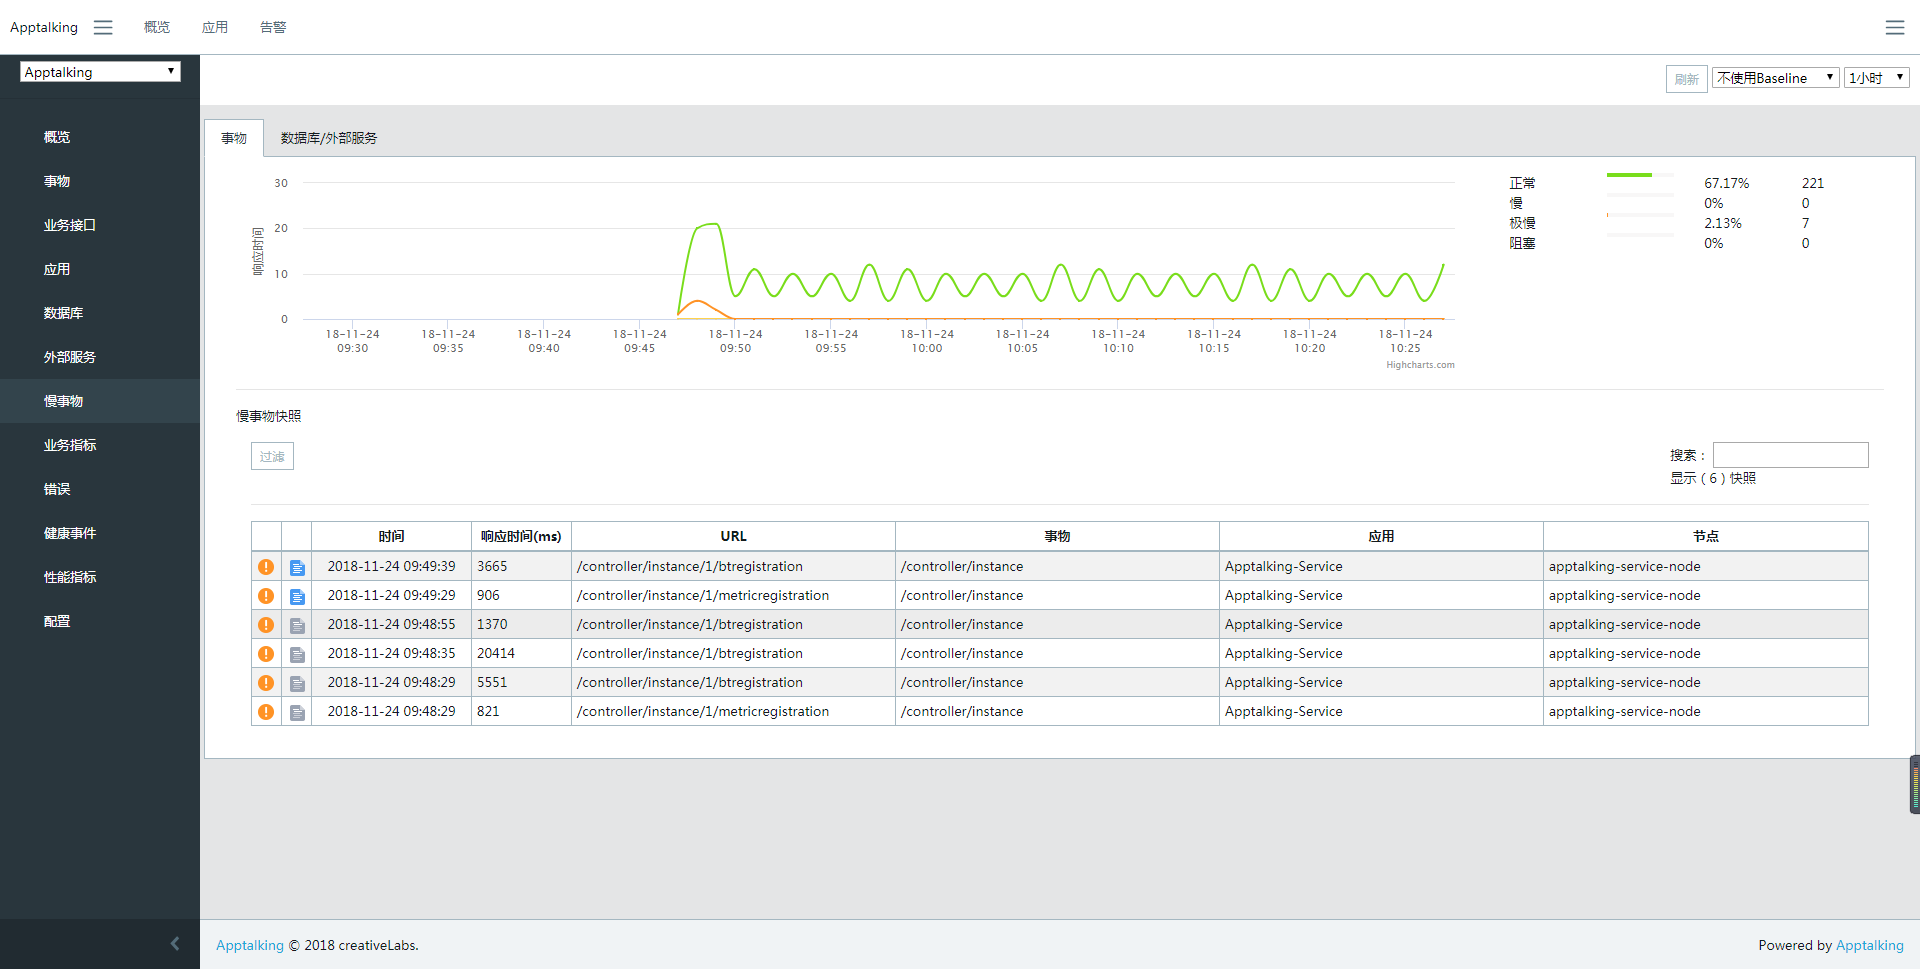 Apptalking 概览 应用 告警
Apptalking
刷新 不使用Baseline 1小时
概览
事物
业务接口
应用
数据库
外部服务
慢事物
业务指标
错误
健康事件
性能指标
配置
事物 数据库/外部服务
响应时间
30
20
10
0
18-11-24 09:30
18-11-24 09:35
18-11-24 09:40
18-11-24 09:45
18-11-24 09:50
18-11-24 09:55
18-11-24 10:00
18-11-24 10:05
18-11-24 10:10
18-11-24 10:15
18-11-24 10:20
18-11-24 10:25
Highcharts.com
正常 67.17% 221
慢 0% 0
极慢 2.13% 7
阻塞 0% 0
慢事物快照
过滤
搜索：
显示 ( 6 ) 快照
时间 响应时间(ms) URL 事物 应用 节点
2018-11-24 09:49:39 3665 /controller/instance/1/btregistration /controller/instance Apptalking-Service apptalking-service-node
2018-11-24 09:49:29 906 /controller/instance/1/metricregistration /controller/instance Apptalking-Service apptalking-service-node
2018-11-24 09:48:55 1370 /controller/instance/1/btregistration /controller/instance Apptalking-Service apptalking-service-node
2018-11-24 09:48:35 20414 /controller/instance/1/btregistration /controller/instance Apptalking-Service apptalking-service-node
2018-11-24 09:48:29 5551 /controller/instance/1/btregistration /controller/instance Apptalking-Service apptalking-service-node
2018-11-24 09:48:29 821 /controller/instance/1/metricregistration /controller/instance Apptalking-Service apptalking-service-node
Apptalking © 2018 creativeLabs. Powered by Apptalking